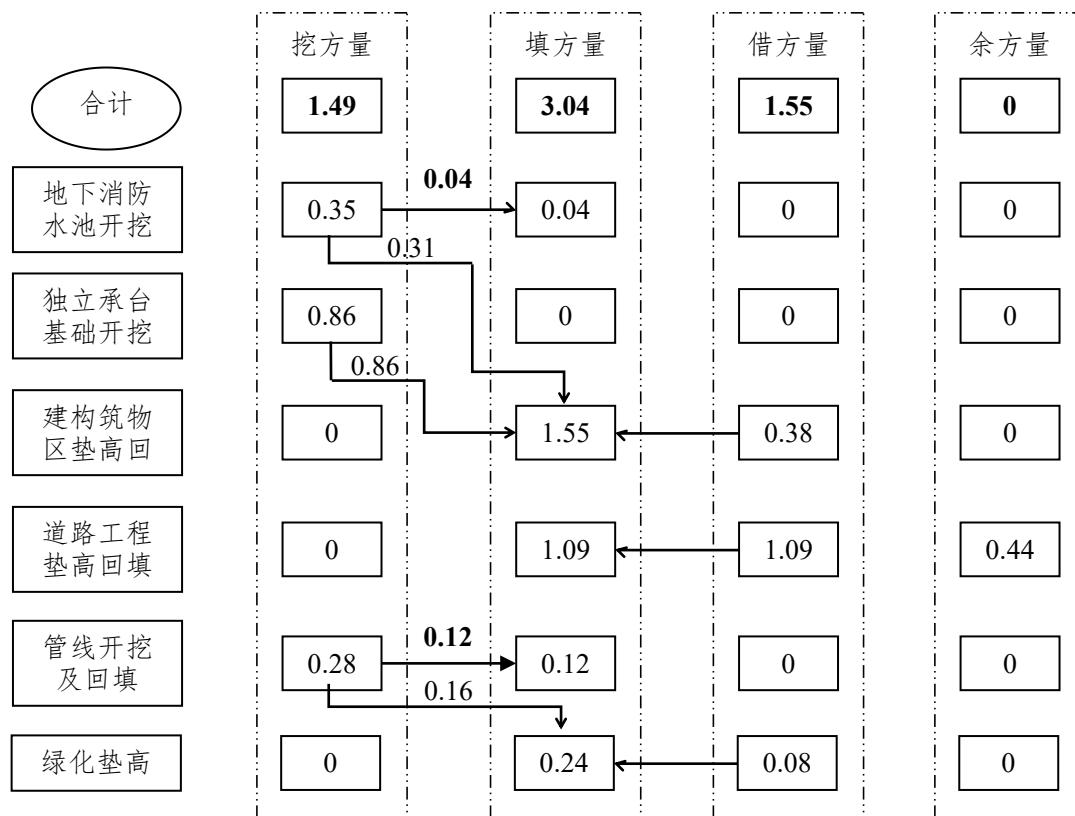 挖方量 填方量 借方量 余方量
合计 1.49 3.04 1.55 0
0.04
地下消防
水池开挖
0.35 0.04 0 0
0.31
独立承台
基础开挖
0.86 0 0 0
0.86
建构筑物
区垫高回
0 1.55 0.38 0
道路工程
垫高回填
0 1.09 1.09 0.44
0.12
管线开挖
及回填
0.28 0.12 0 0
0.16
绿化垫高 0 0.24 0.08 0